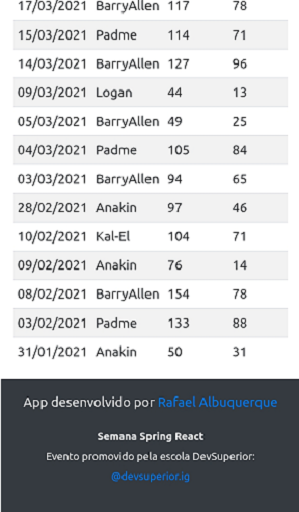 17/03/2021 BarryAllen 117 78
15/03/2021 Padme 114 71
14/03/2021 BarryAllen 127 96
09/03/2021 Logan 44 13
05/03/2021 BarryAllen 49 25
04/03/2021 Padme 105 84
03/03/2021 BarryAllen 94 65
28/02/2021 Anakin 97 46
10/02/2021 Kal-El 104 71
09/02/2021 Anakin 76 14
08/02/2021 BarryAllen 154 78
03/02/2021 Padme 133 88
31/01/2021 Anakin 50 31
App desenvolvido por Rafael Albuquerque
Semana Spring React
Evento promovido pela escola DevSuperior:
@devsuperior.ig